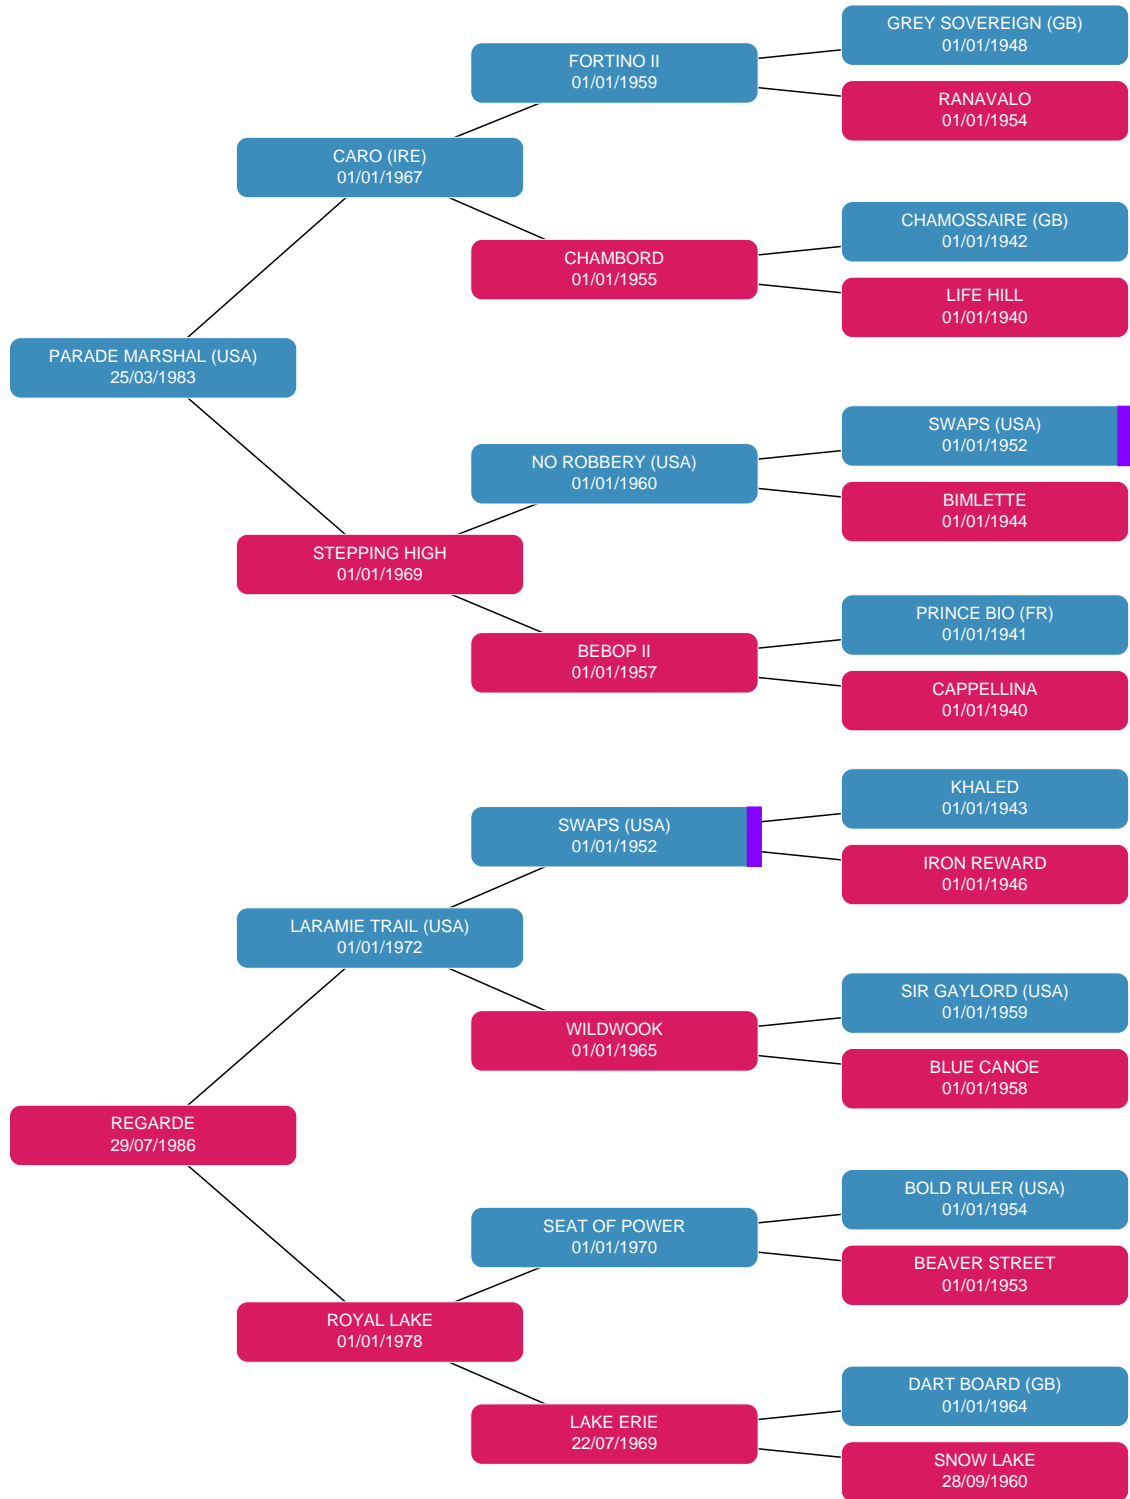 GREY SOVEREIGN (GB)
01/01/1948
FORTINO II
01/01/1959
RANAVALO
01/01/1954
CARO (IRE)
01/01/1967
CHAMOSSAIRE (GB)
01/01/1942
CHAMBORD
01/01/1955
LIFE HILL
01/01/1940
PARADE MARSHAL (USA)
25/03/1983
SWAPS (USA)
01/01/1952
NO ROBBERY (USA)
01/01/1960
BIMLETTE
01/01/1944
STEPPING HIGH
01/01/1969
PRINCE BIO (FR)
01/01/1941
BEBOP II
01/01/1957
CAPPELLINA
01/01/1940
KHALED
01/01/1943
SWAPS (USA)
01/01/1952
IRON REWARD
01/01/1946
LARAMIE TRAIL (USA)
01/01/1972
SIR GAYLORD (USA)
01/01/1959
WILDWOOK
01/01/1965
BLUE CANOE
01/01/1958
REGARDE
29/07/1986
BOLD RULER (USA)
01/01/1954
SEAT OF POWER
01/01/1970
BEAVER STREET
01/01/1953
ROYAL LAKE
01/01/1978
DART BOARD (GB)
01/01/1964
LAKE ERIE
22/07/1969
SNOW LAKE
28/09/1960